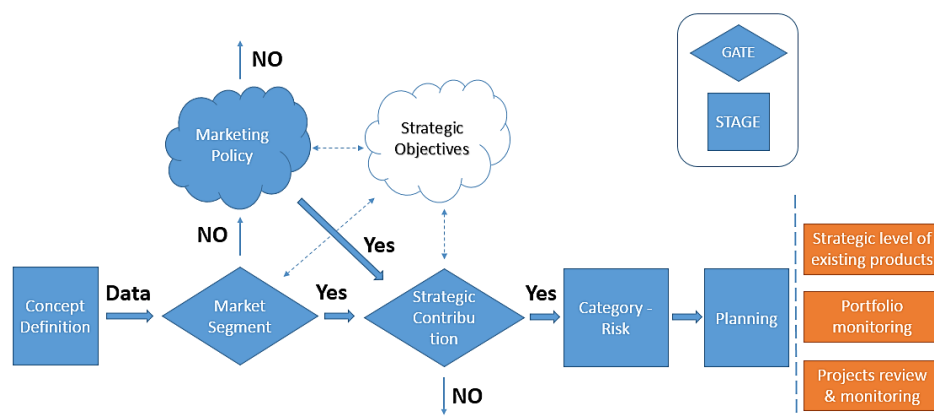 NO
GATE
STAGE
Marketing
Policy
Strategic
Objectives
NO
Yes
Concept
Definition
Data
Market
Segment
Yes
Strategic
Contribu
tion
Yes
Category -
Risk
Planning
NO
Strategic level of
existing products
Portfolio
monitoring
Projects review
& monitoring